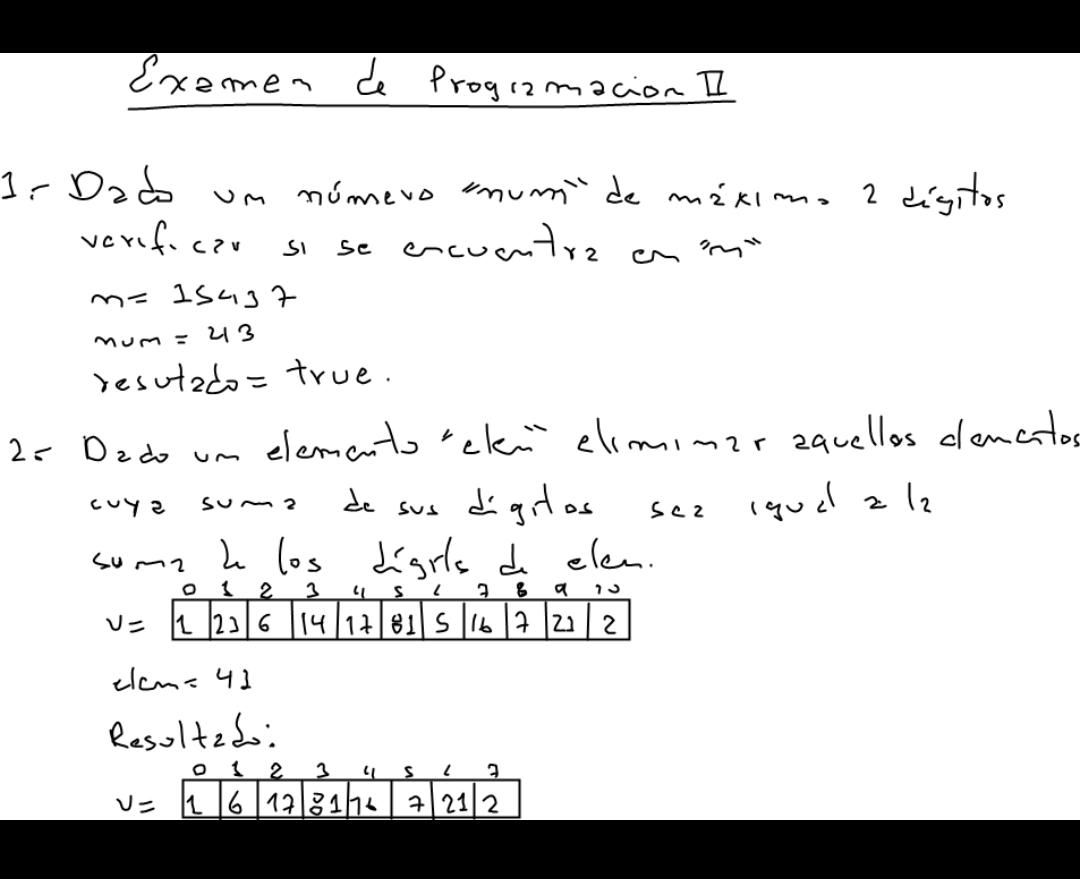 Examen de Programacion II
1.- Dado un número "num" de máximo 2 dígitos
verificar si se encuentra en "n"
n= 15437
num = 43
resutado= true.
2.- Dado un elemento "elem" eliminar aquellos elementos
cuya suma de sus dígitos sea igual a la
suma de los dígits de elem.
0 1 2 3 4 5 6 7 8 9 10
v= 1 23 6 14 17 81 5 16 7 21 2
elem= 41
Resultado:
0 1 2 3 4 5 6 7
v= 1 6 17 81 16 7 21 2